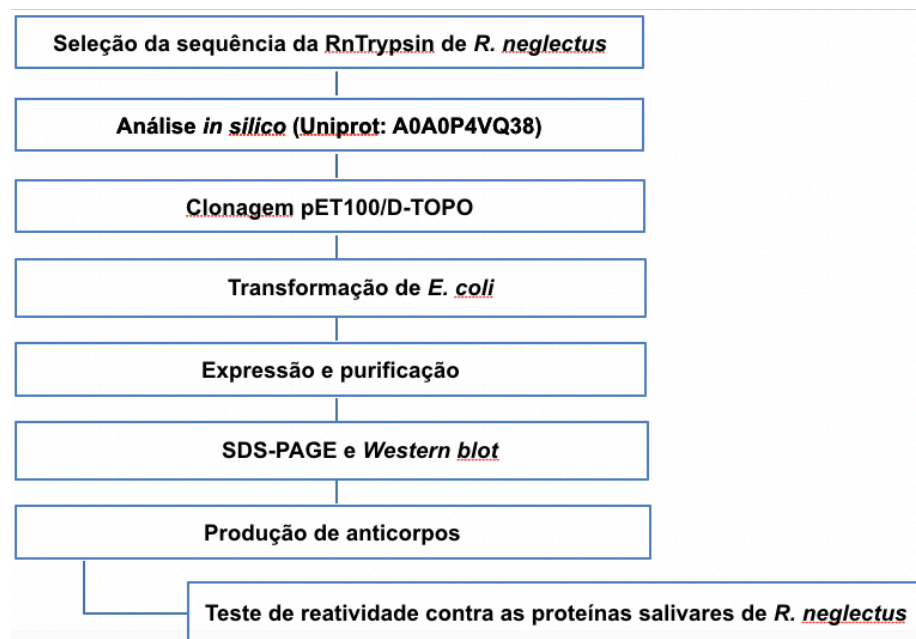 Seleção da sequência da RnTrypsin de R. neglectus
Análise in silico (Uniprot: A0A0P4VQ38)
Clonagem pET100/D-TOPO
Transformação de E. coli
Expressão e purificação
SDS-PAGE e Western blot
Produção de anticorpos
Teste de reatividade contra as proteínas salivares de R. neglectus